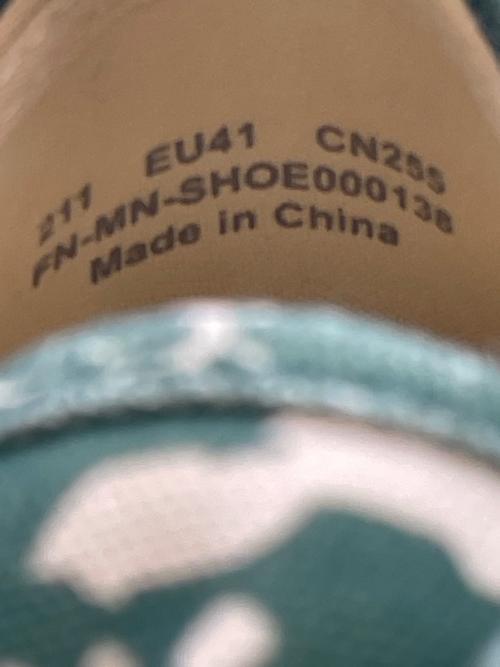 211 EU41 CN255
FN-MN-SHOE000138
Made in China